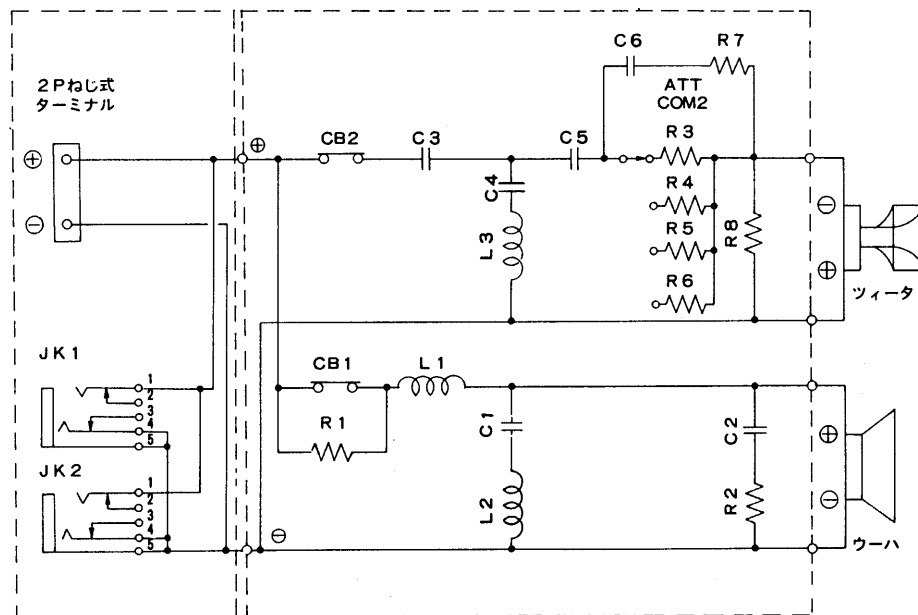 2Pねじ式
ターミナル
⊕
⊖
⊕
CB2
C3
C5
C6
R7
ATT
COM2
R3
R4
R5
R6
C4
L3
R8
⊖
⊕
ツィータ
JK1
1
2
3
4
5
JK2
1
2
3
4
5
CB1
R1
L1
C1
L2
C2
R2
⊖
⊕
⊖
ウーハ